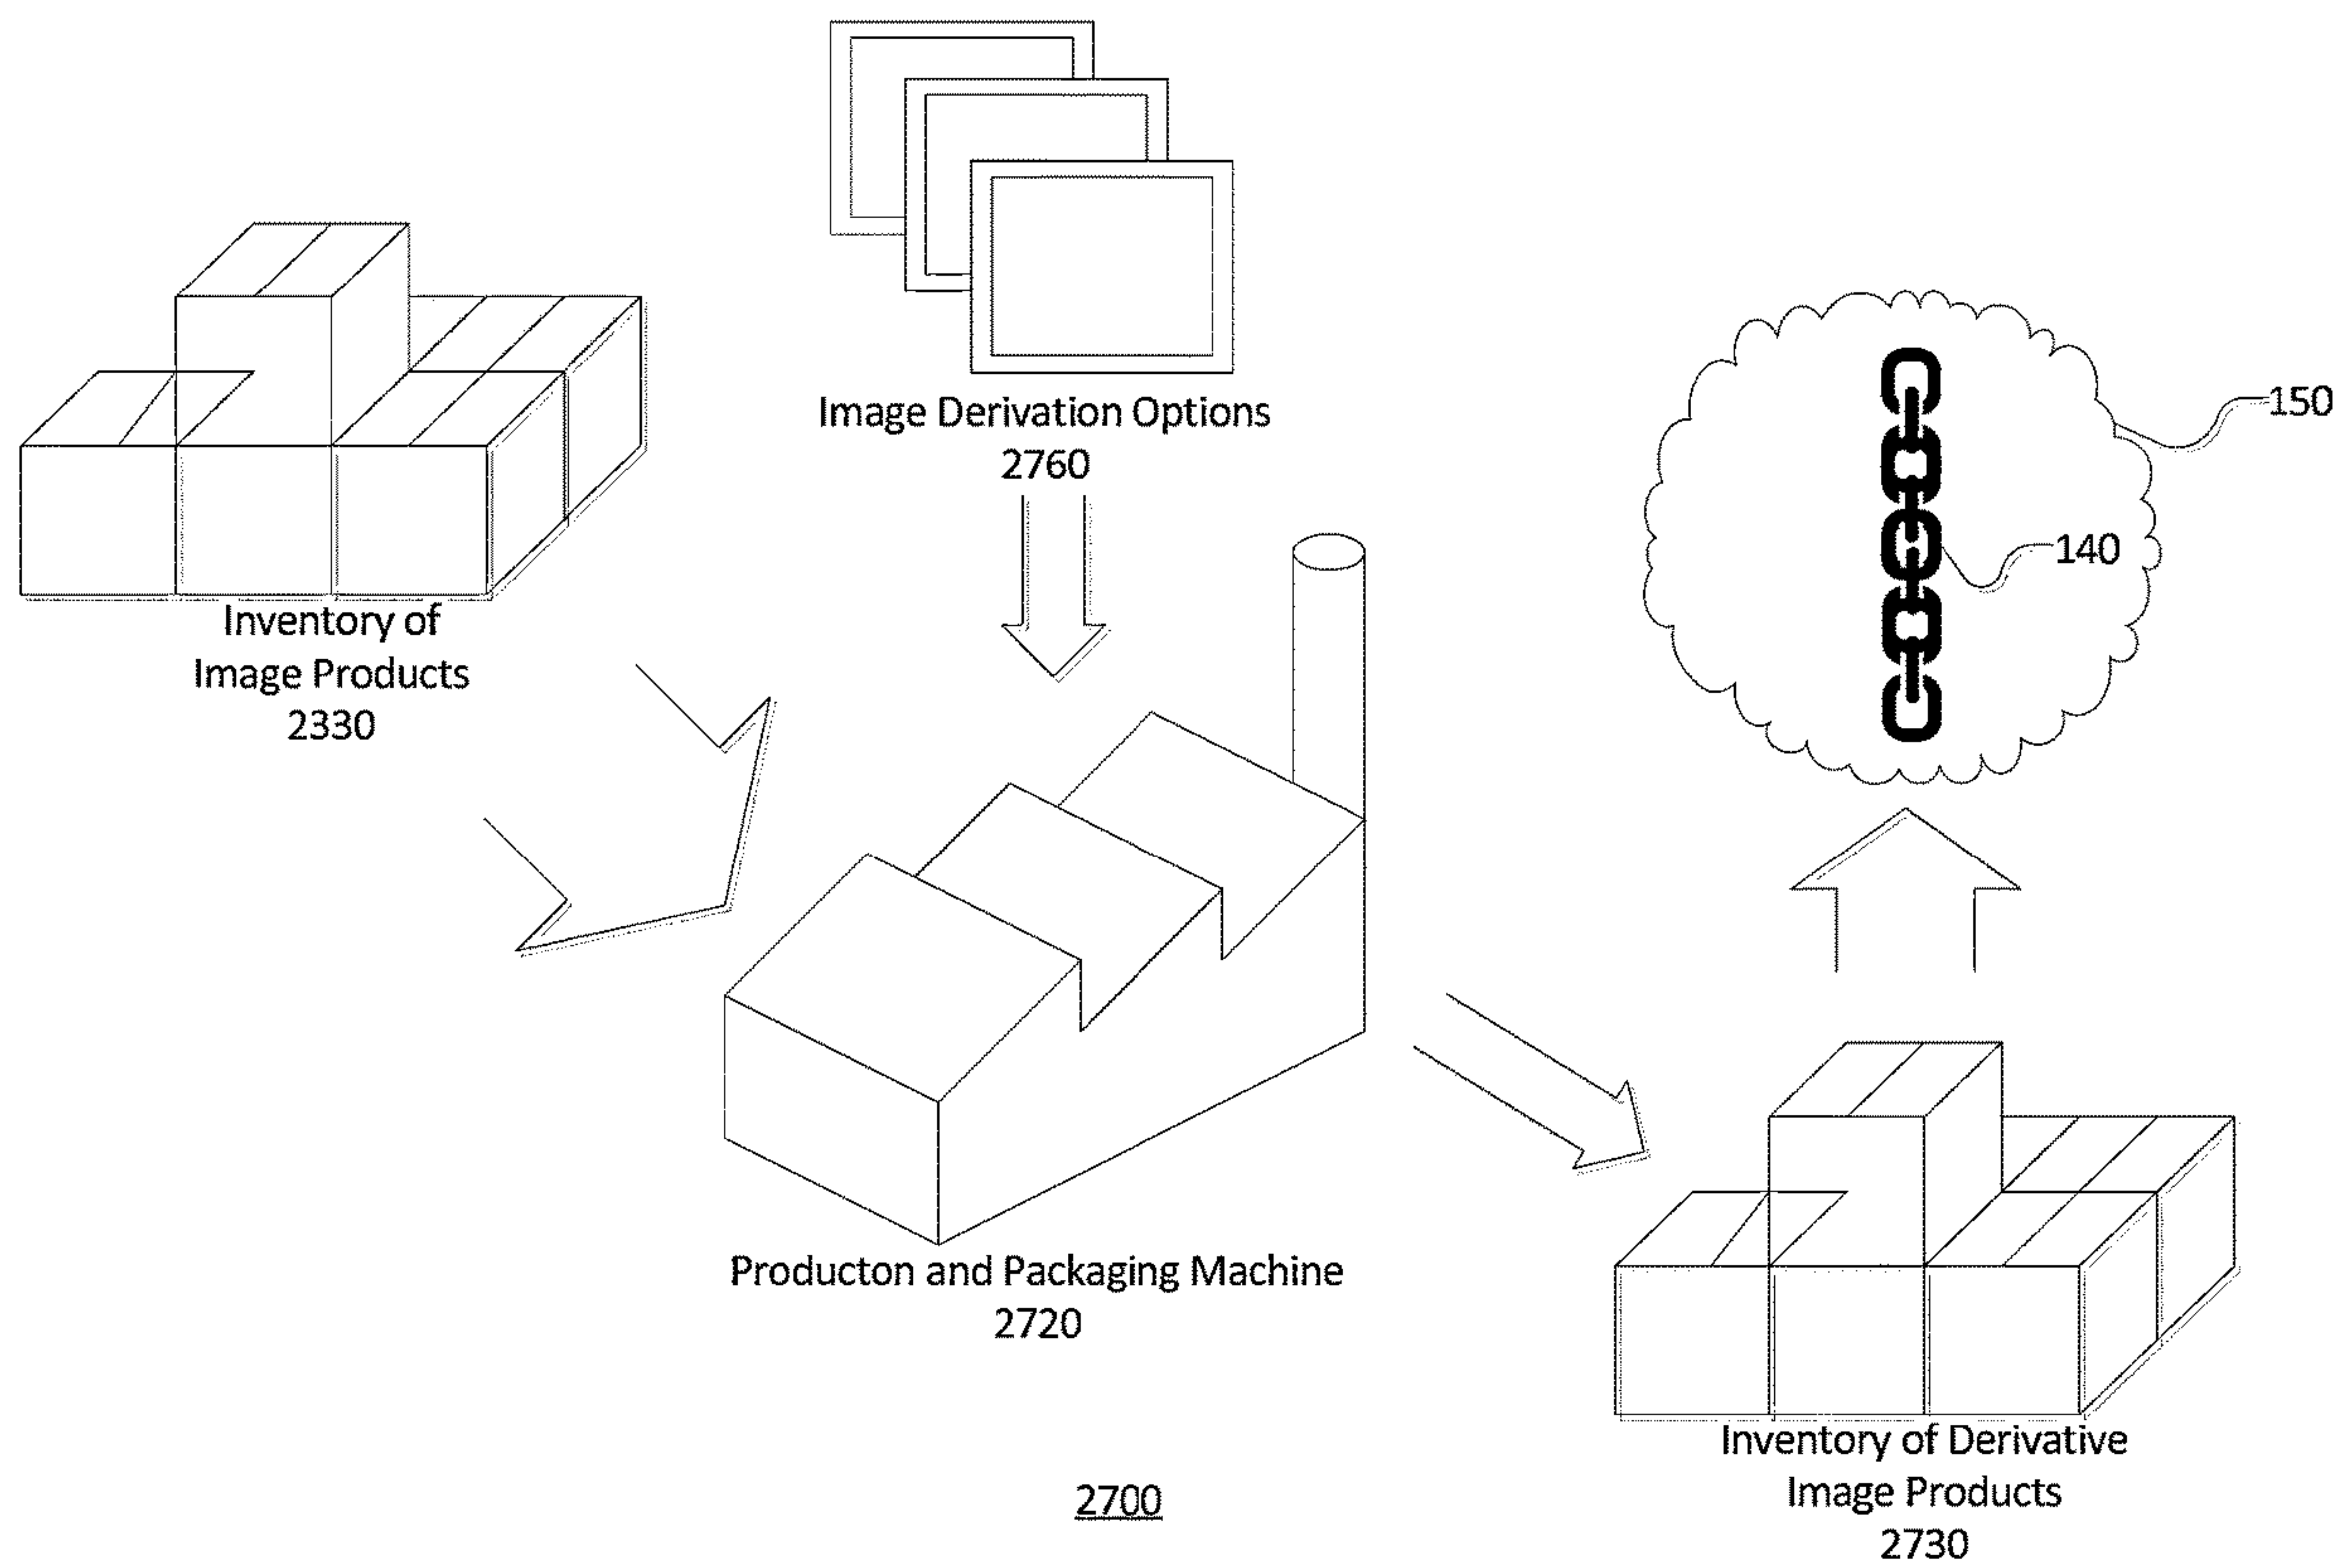 Image Derivation Options
2760
150
140
Inventory of
Image Products
2330
Producton and Packaging Machine
2720
Inventory of Derivative
Image Products
2730
2700